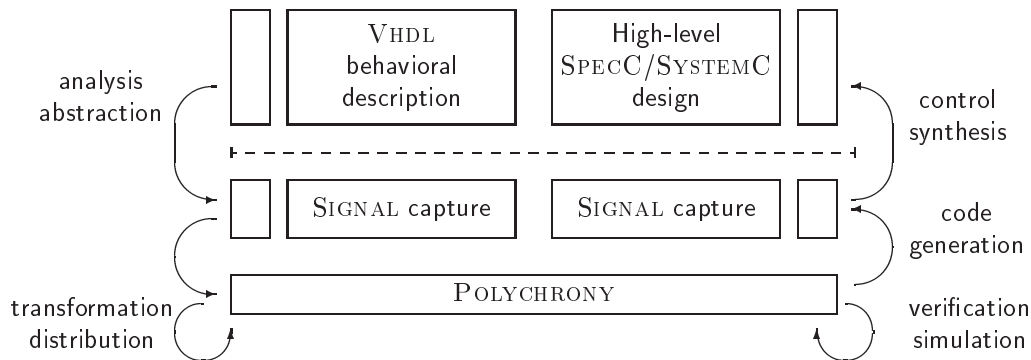 VHDL
behavioral
description
High-level
SPECC/SYSTEMC
design
analysis
abstraction
control
synthesis
SIGNAL capture
SIGNAL capture
code
generation
POLYCHRONY
transformation
distribution
verification
simulation